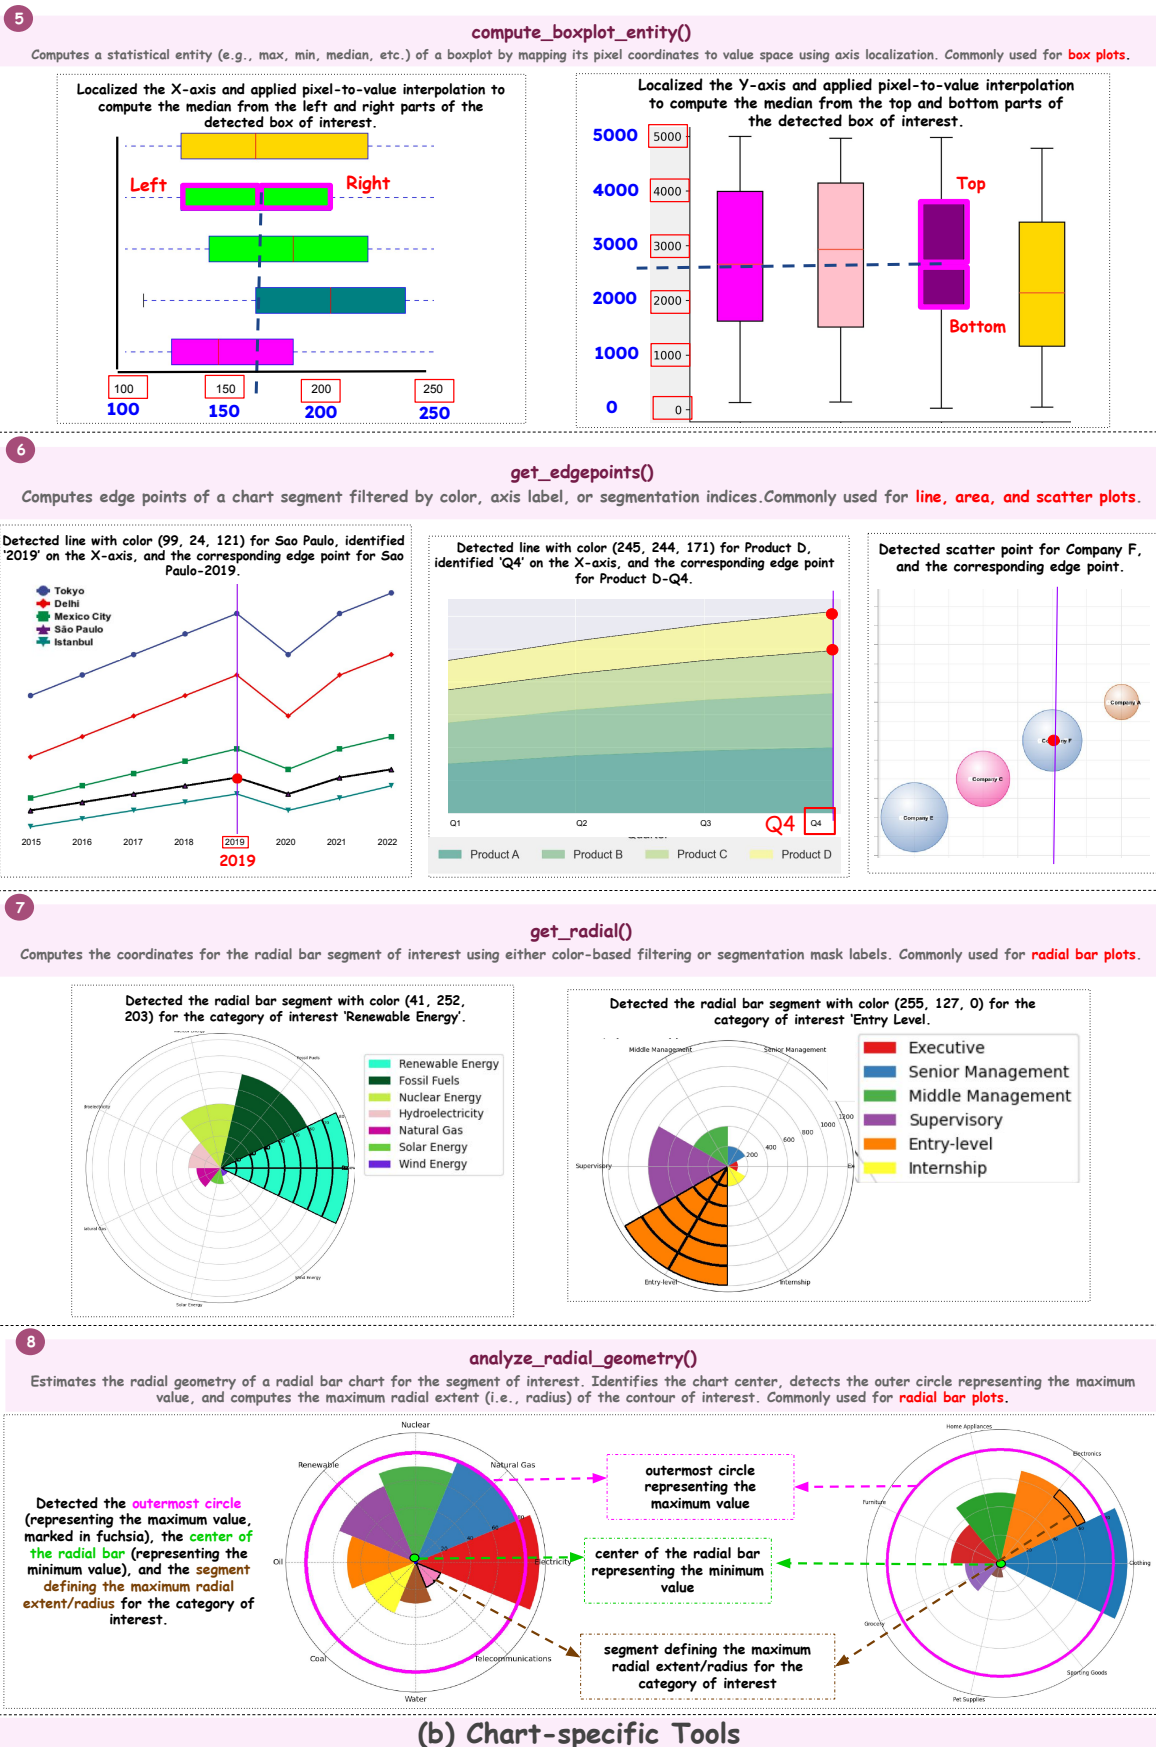 5
compute_boxplot_entity()
Computes a statistical entity (e.g., max, min, median, etc.) of a boxplot by mapping its pixel coordinates to value space using axis localization. Commonly used for box plots.
Localized the X-axis and applied pixel-to-value interpolation to
compute the median from the left and right parts of the
detected box of interest.
Left
Right
100 150 200 250
100 150 200 250
Localized the Y-axis and applied pixel-to-value interpolation
to compute the median from the top and bottom parts of
the detected box of interest.
5000 5000
4000 4000
Top
3000 3000
2000 2000
Bottom
1000 1000
0 0
6
get_edgepoints()
Computes edge points of a chart segment filtered by color, axis label, or segmentation indices.Commonly used for line, area, and scatter plots.
Detected line with color (99, 24, 121) for Sao Paulo, identified
'2019' on the X-axis, and the corresponding edge point for Sao
Paulo-2019.
Tokyo
Delhi
Mexico City
São Paulo
Istanbul
2015 2016 2017 2018 2019 2020 2021 2022
2019
Detected line with color (245, 244, 171) for Product D,
identified 'Q4' on the X-axis, and the corresponding edge point
for Product D-Q4.
Q1 Q2 Q3 Q4 Q4
Quarter
Product A Product B Product C Product D
Detected scatter point for Company F,
and the corresponding edge point.
Company A
Company C
Company E
7
get_radial()
Computes the coordinates for the radial bar segment of interest using either color-based filtering or segmentation mask labels. Commonly used for radial bar plots.
Detected the radial bar segment with color (41, 252,
203) for the category of interest 'Renewable Energy'.
Fossil Fuels
Natural Gas
Solar Energy
Wind Energy
Renewable Energy
Fossil Fuels
Nuclear Energy
Hydroelectricity
Natural Gas
Solar Energy
Wind Energy
Detected the radial bar segment with color (255, 127, 0) for the
category of interest 'Entry Level.
Middle Management
Senior Management
Supervisory
Entry-level
Internship
200 400 600 800 1000 1200
Executive
Senior Management
Middle Management
Supervisory
Entry-level
Internship
8
analyze_radial_geometry()
Estimates the radial geometry of a radial bar chart for the segment of interest. Identifies the chart center, detects the outer circle representing the maximum
value, and computes the maximum radial extent (i.e., radius) of the contour of interest. Commonly used for radial bar plots.
Detected the outermost circle
(representing the maximum value,
marked in fuchsia), the center of
the radial bar (representing the
minimum value), and the segment
defining the maximum radial
extent/radius for the category of
interest.
Nuclear
Renewable
Natural Gas
Oil
Electricity
Coal
Telecommunications
Water
20 40 60 80
outermost circle
representing the
maximum value
center of the radial bar
representing the minimum
value
segment defining the maximum
radial extent/radius for the
category of interest
Home Appliances
Electronics
Furniture
Clothing
Grocery
Sporting Goods
Pet Supplies
(b) Chart-specific Tools